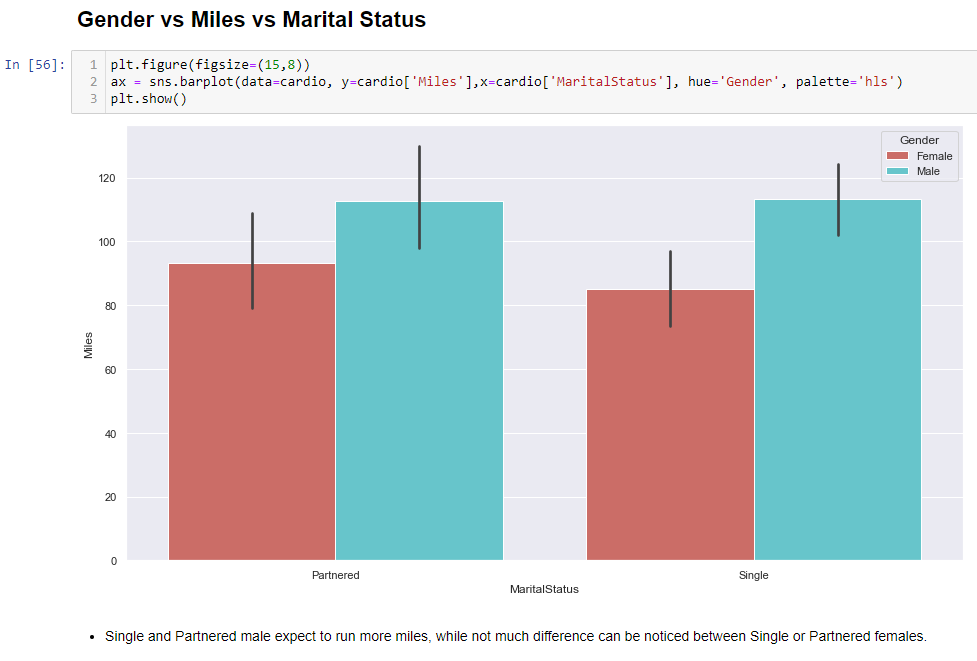 Gender vs Miles vs Marital Status
In [56]:
1 plt.figure(figsize=(15,8))
2 ax = sns.barplot(data=cardio, y=cardio['Miles'],x=cardio['MaritalStatus'], hue='Gender', palette='hls')
3 plt.show()
Gender
Female
Male
120
100
80
60
40
20
0
Miles
Partnered
Single
MaritalStatus
• Single and Partnered male expect to run more miles, while not much difference can be noticed between Single or Partnered females.